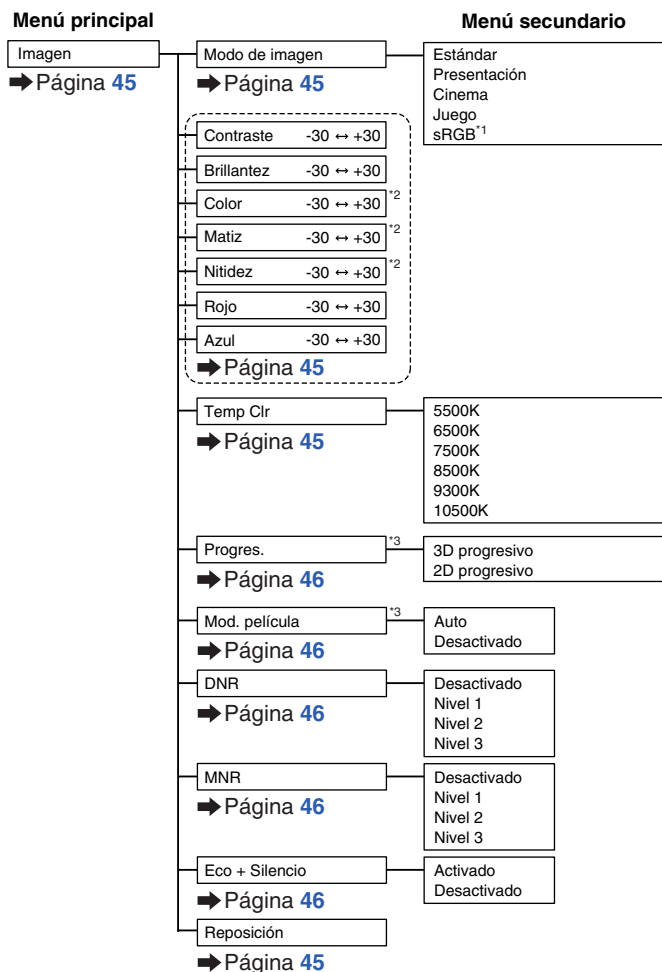 Menú principal
Menú secundario
Imagen
Página 45
Modo de imagen
Página 45
Estándar
Presentación
Cinema
Juego
sRGB*1
Contraste -30 ↔ +30
Brillantez -30 ↔ +30
Color -30 ↔ +30 *2
Matiz -30 ↔ +30 *2
Nitidez -30 ↔ +30 *2
Rojo -30 ↔ +30
Azul -30 ↔ +30
Página 45
Temp Clr
Página 45
5500K
6500K
7500K
8500K
9300K
10500K
Progres. *3
Página 46
3D progresivo
2D progresivo
Mod. película *3
Página 46
Auto
Desactivado
DNR
Página 46
Desactivado
Nivel 1
Nivel 2
Nivel 3
MNR
Página 46
Desactivado
Nivel 1
Nivel 2
Nivel 3
Eco + Silencio
Página 46
Activado
Desactivado
Reposición
Página 45